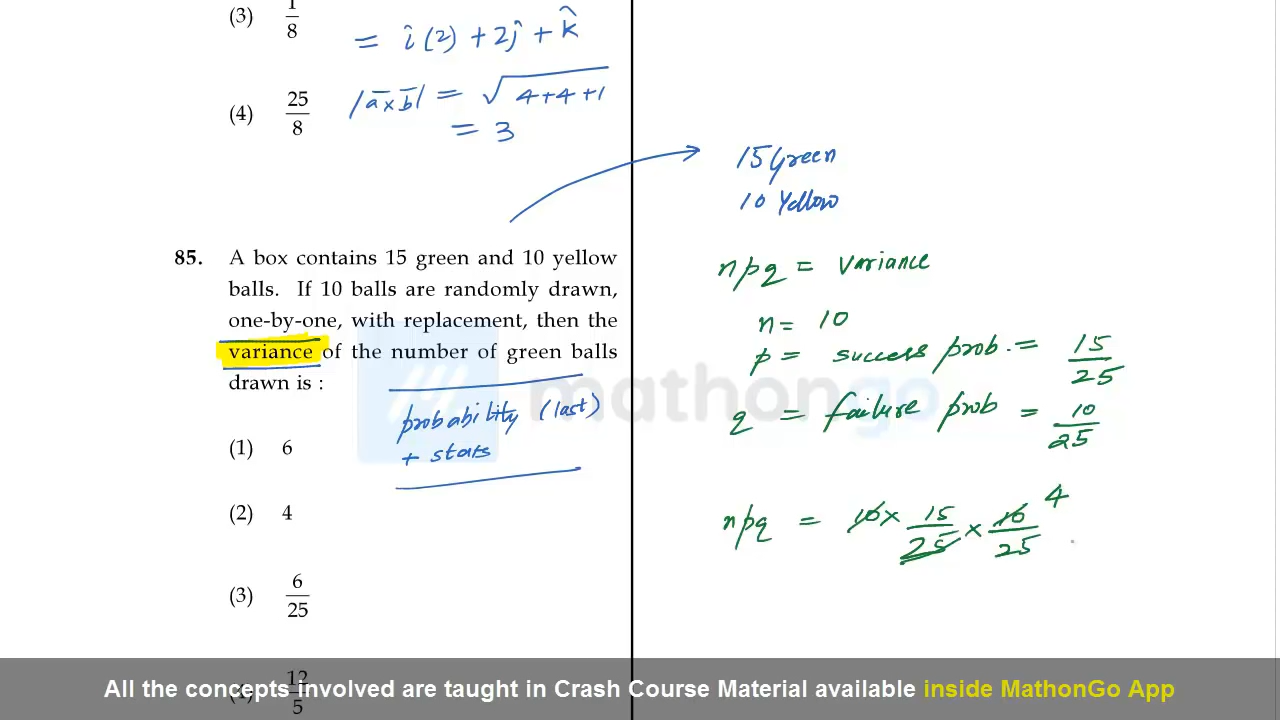 (3) 1/8
= î(2) + 2ĵ + k̂
(4) 25/8
|a̅ × b̅| = √4+4+1
= 3
15 Green
10 Yellow
85. A box contains 15 green and 10 yellow
balls. If 10 balls are randomly drawn,
one-by-one, with replacement, then the
variance of the number of green balls
drawn is :
probability (last)
+ stats
(1) 6
(2) 4
(3) 6/25
(4) 12/5
npq = variance
n = 10
p = success prob. = 15/25
q = failure prob = 10/25
npq = 10 × 15/25 × 10/25 4
mathongo
All the concepts involved are taught in Crash Course Material available inside MathonGo App